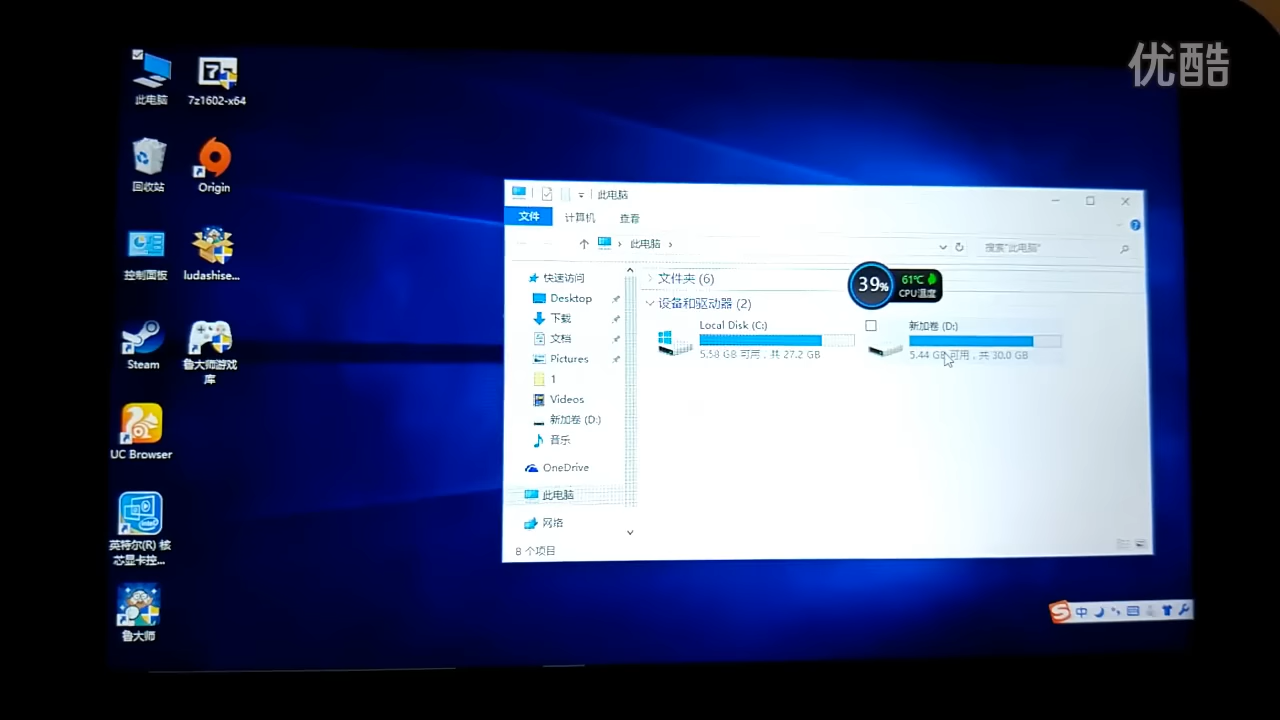 优酷
此电脑
7z1602-x64
回收站
Origin
控制面板
ludashise...
Steam
鲁大师游戏
库
UC Browser
英特尔(R) 核
芯显卡控...
鲁大师
此电脑
文件
计算机
查看
此电脑
搜索"此电脑"
快速访问
Desktop
下载
文档
Pictures
1
Videos
新加卷 (D:)
音乐
OneDrive
此电脑
网络
8 个项目
文件夹 (6)
设备和驱动器 (2)
Local Disk (C:)
5.58 GB 可用，共 27.2 GB
新加卷 (D:)
5.44 GB 可用，共 30.0 GB
39%
61℃
CPU温度
中